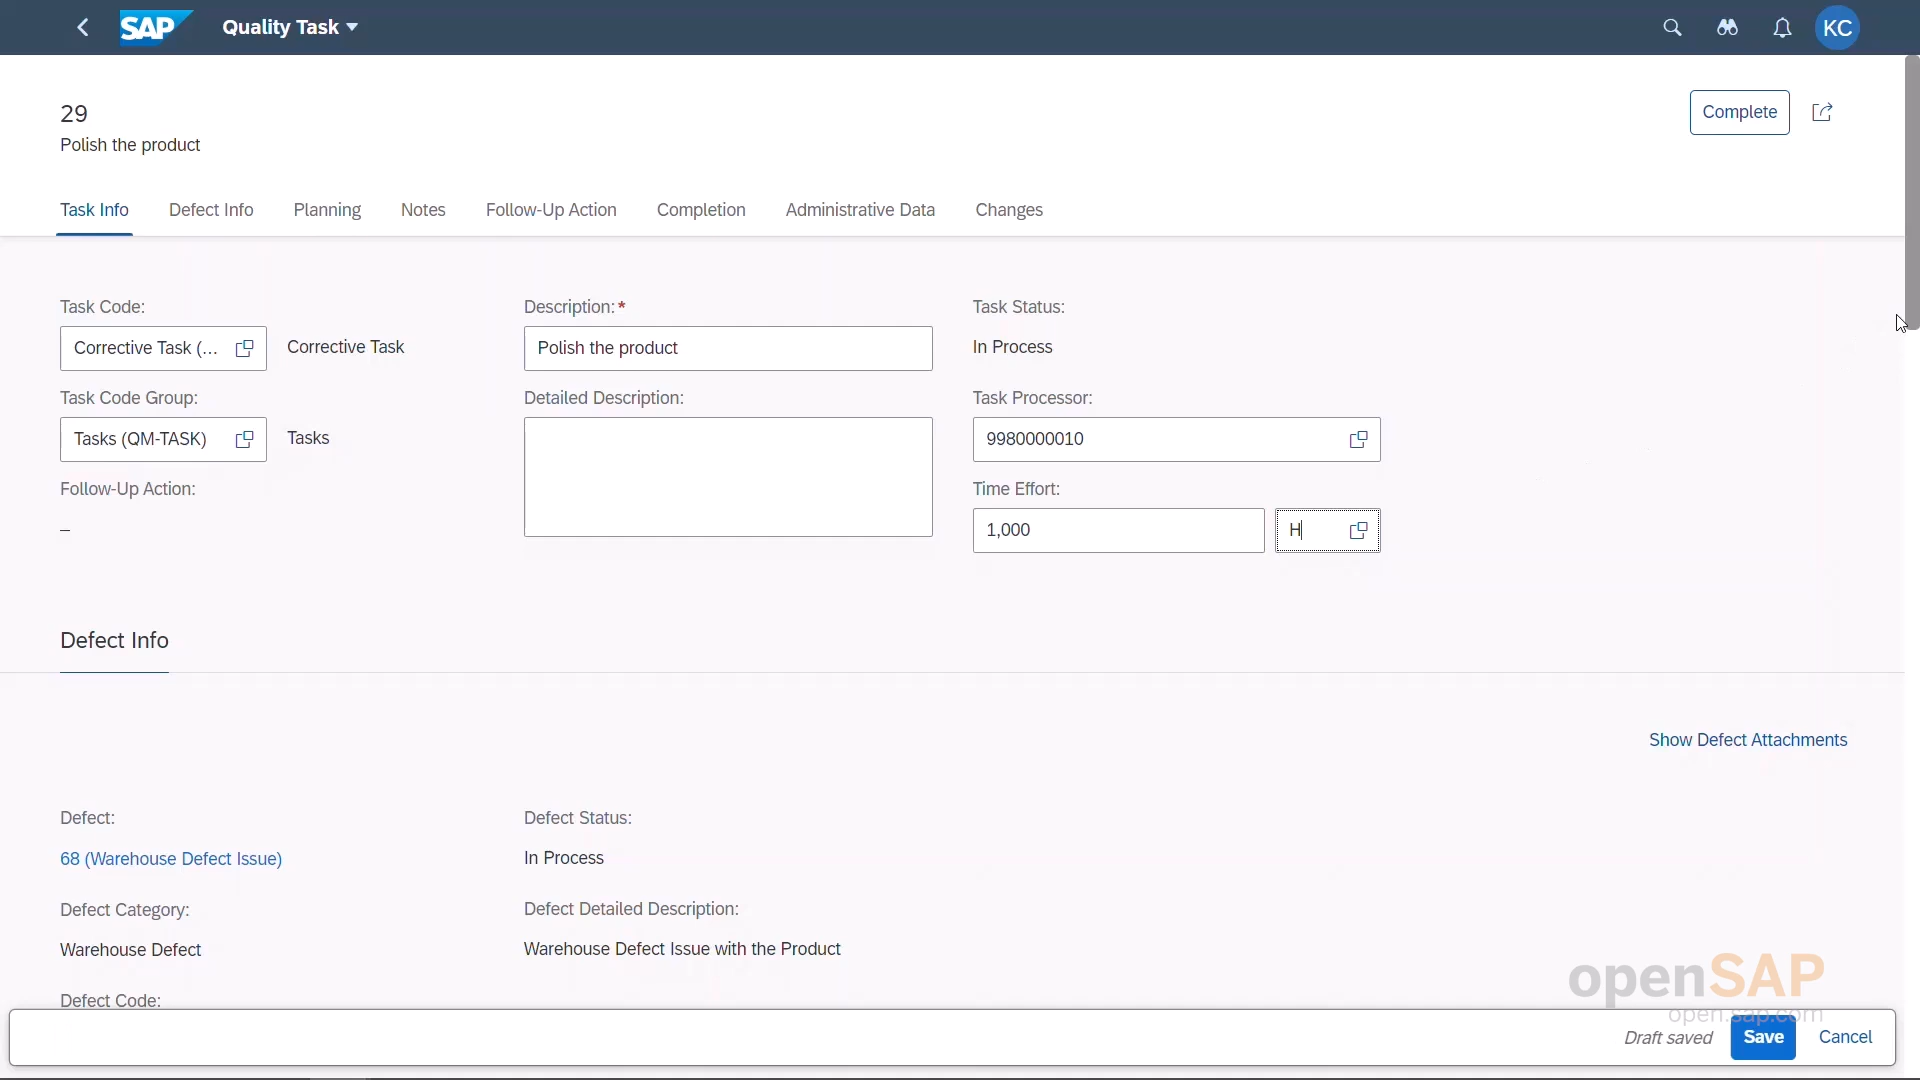 SAP Quality Task KC
29
Complete
Polish the product
Task Info Defect Info Planning Notes Follow-Up Action Completion Administrative Data Changes
Task Code: Description:* Task Status:
Corrective Task (... Corrective Task Polish the product In Process
Task Code Group: Detailed Description: Task Processor:
Tasks (QM-TASK) Tasks 9980000010
Follow-Up Action: Time Effort:
– 1,000 H
Defect Info
Show Defect Attachments
Defect: Defect Status:
68 (Warehouse Defect Issue) In Process
Defect Category: Defect Detailed Description:
Warehouse Defect Warehouse Defect Issue with the Product
openSAP
Defect Code:
open.sap.com
Draft saved Save Cancel